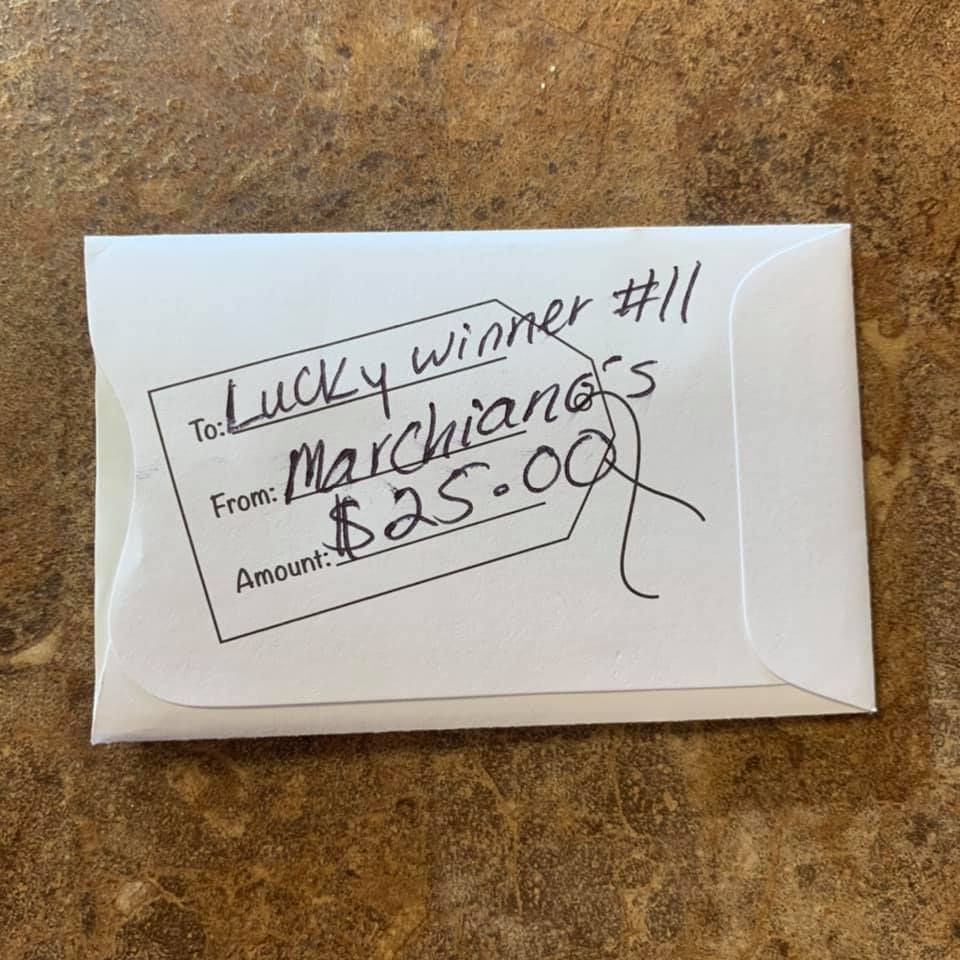 To: Lucky winner #11
From: Marchiano's
Amount: $25.00